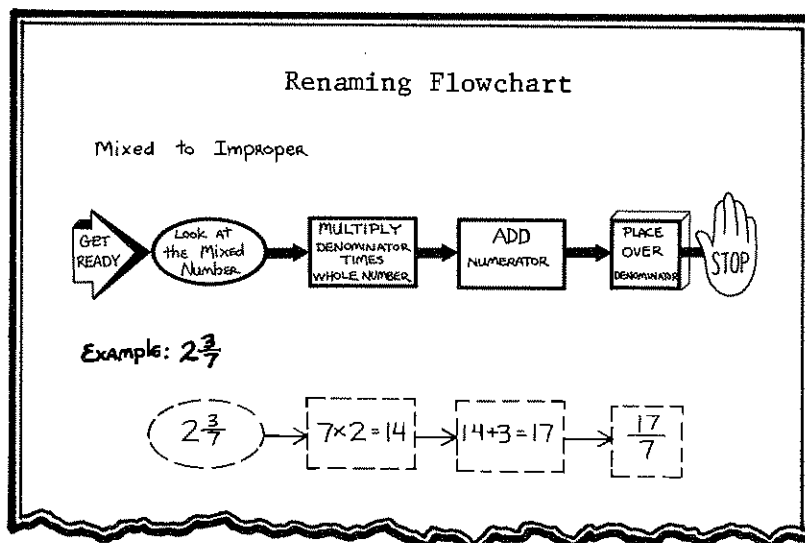 Renaming Flowchart
Mixed to Improper
GET
READY
Look at
the Mixed
Number
MULTIPLY
DENOMINATOR
TIMES
WHOLE NUMBER
ADD
NUMERATOR
PLACE
OVER
DENOMINATOR
STOP
Example: 2 3/7
2 3/7
7×2=14
14+3=17
17
7